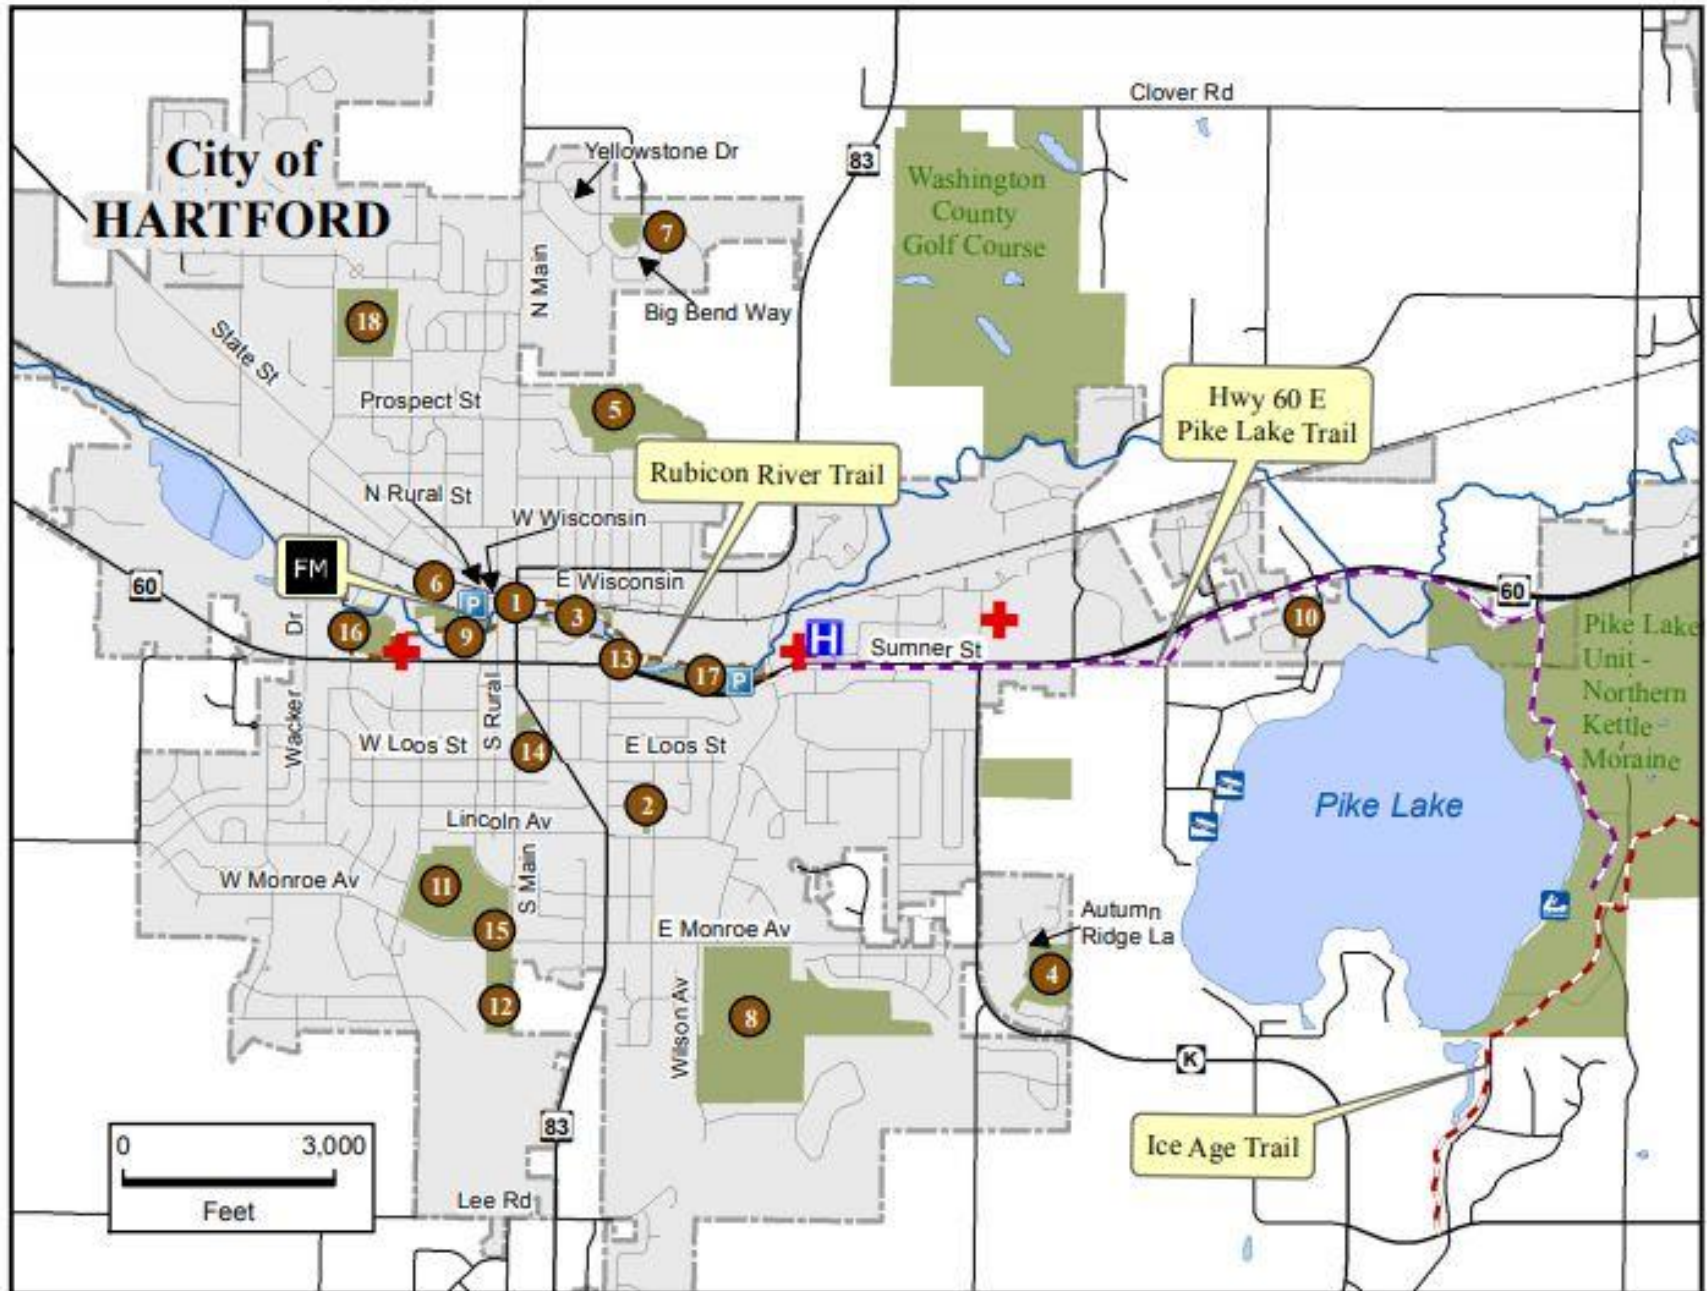 Clover Rd
City of
HARTFORD
Yellowstone Dr
83
Washington
County
Golf Course
7
N Main
Big Bend Way
18
State St
Prospect St
5
Hwy 60 E
Pike Lake Trail
Rubicon River Trail
N Rural St
W Wisconsin
FM
6
E Wisconsin
60
P
1
3
60
10
16
9
H
Dr
13
Sumner St
17
P
Pike Lake
Unit -
Northern
Kettle
Moraine
Wacker
W Loos St
S Rural
14
E Loos St
2
Pike Lake
Lincoln Av
W Monroe Av
11
S Main
15
E Monroe Av
Autumn
Ridge La
4
12
Wilson Av
8
K
83
Ice Age Trail
0 3,000
Feet
Lee Rd